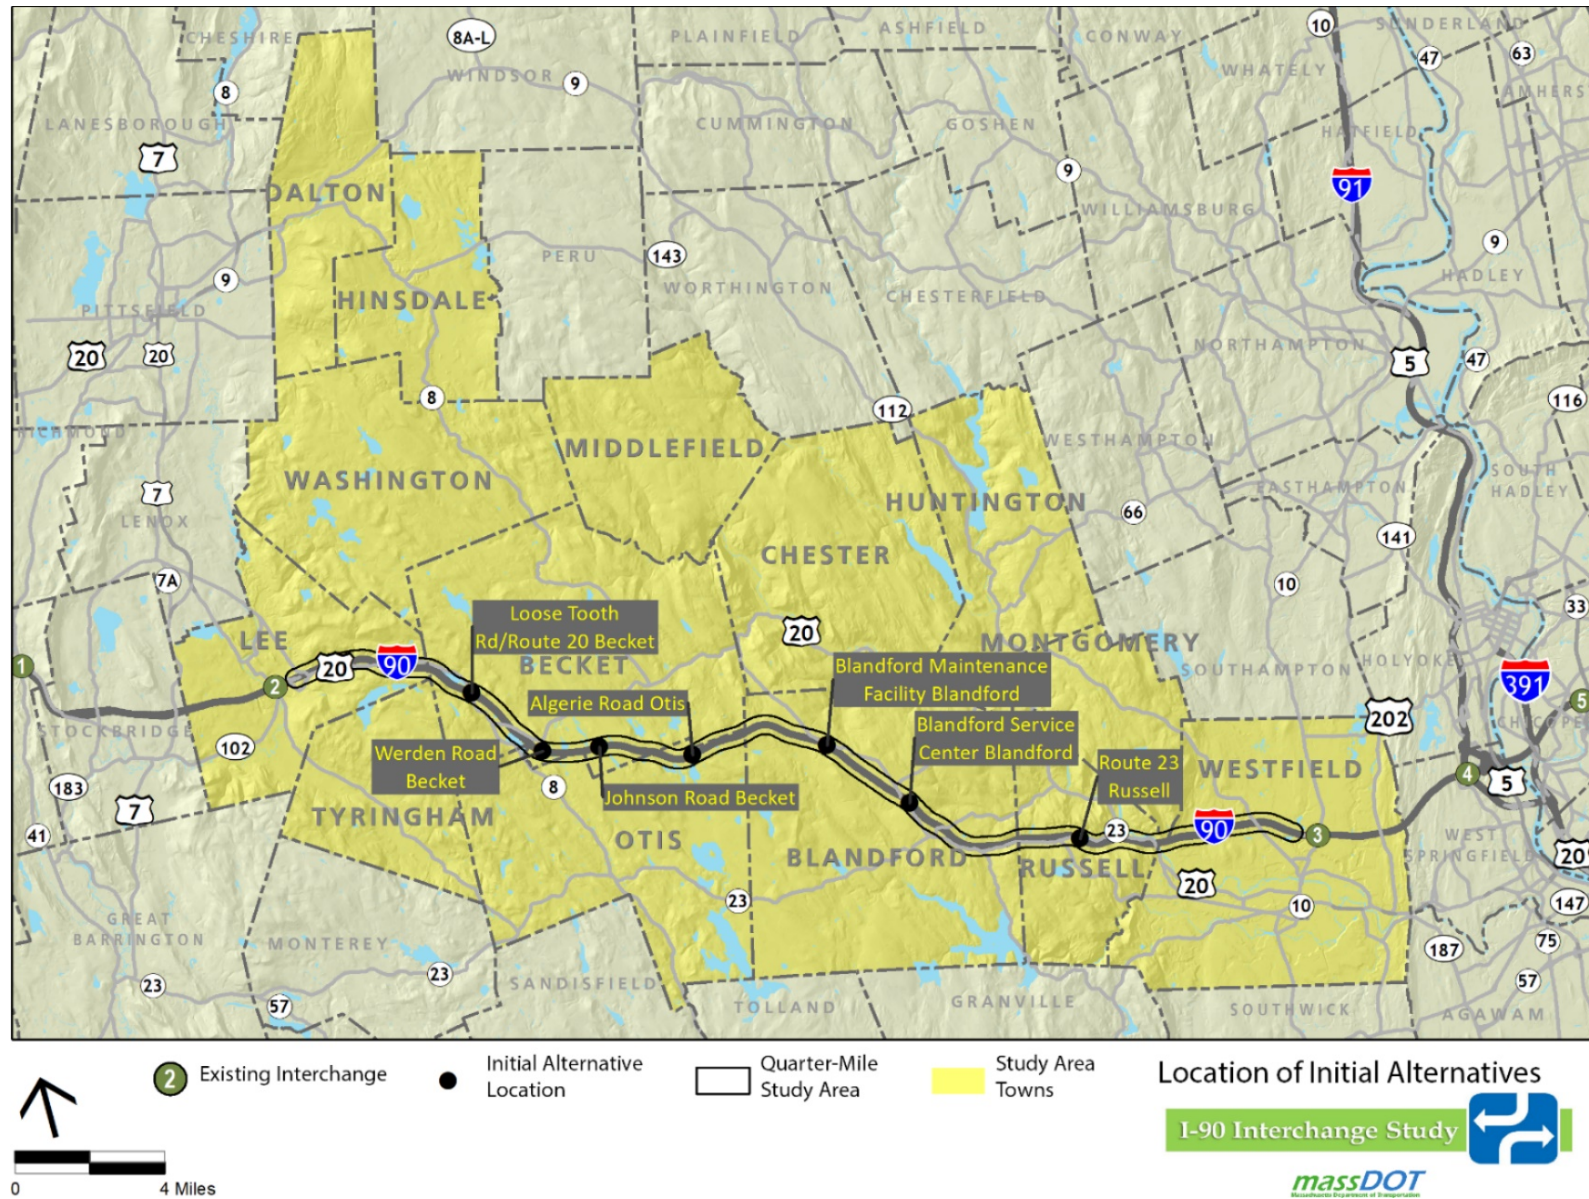 CHESHIRE
8A-L
PLAINFIELD
ASHFIELD
CONWAY
10
SUNDERLAND
47
63
WINDSOR
9
8
WHATELY
AMHERST
LANESBOROUGH
7
CUMMINGTON
GOSHEN
HATFIELD
9
91
DALTON
WILLIAMSBURG
9
PERU
143
9
HADLEY
HINSDALE
WORTHINGTON
CHESTERFIELD
PITTSFIELD
20
20
NORTHAMPTON
5
47
8
112
116
RICHMOND
MIDDLEFIELD
WESTHAMPTON
WASHINGTON
SOUTH
HADLEY
7
LENOX
HUNTINGTON
66
EASTHAMPTON
141
CHESTER
7A
10
33
Loose Tooth
Rd/Route 20 Becket
LEE
20
MONTGOMERY
1
20
90
BECKET
Blandford Maintenance
Facility Blandford
SOUTHAMPTON
HOLYOKE
391
2
Algerie Road Otis
5
STOCKBRIDGE
Blandford Service
Center Blandford
202
CHICOPEE
102
Werden Road
Becket
Route 23
Russell
WESTFIELD
4
5
183
8
Johnson Road Becket
7
TYRINGHAM
41
OTIS
23
90
3
WEST
SPRINGFIELD
BLANDFORD
RUSSELL
20
20
23
10
147
GREAT
BARRINGTON
MONTEREY
187
75
23
23
SANDISFIELD
57
57
TOLLAND
GRANVILLE
SOUTHWICK
AGAWAM
2 Existing Interchange
Initial Alternative
Location
Quarter-Mile
Study Area
Study Area
Towns
Location of Initial Alternatives
I-90 Interchange Study
0 4 Miles
massDOT
Massachusetts Department of Transportation